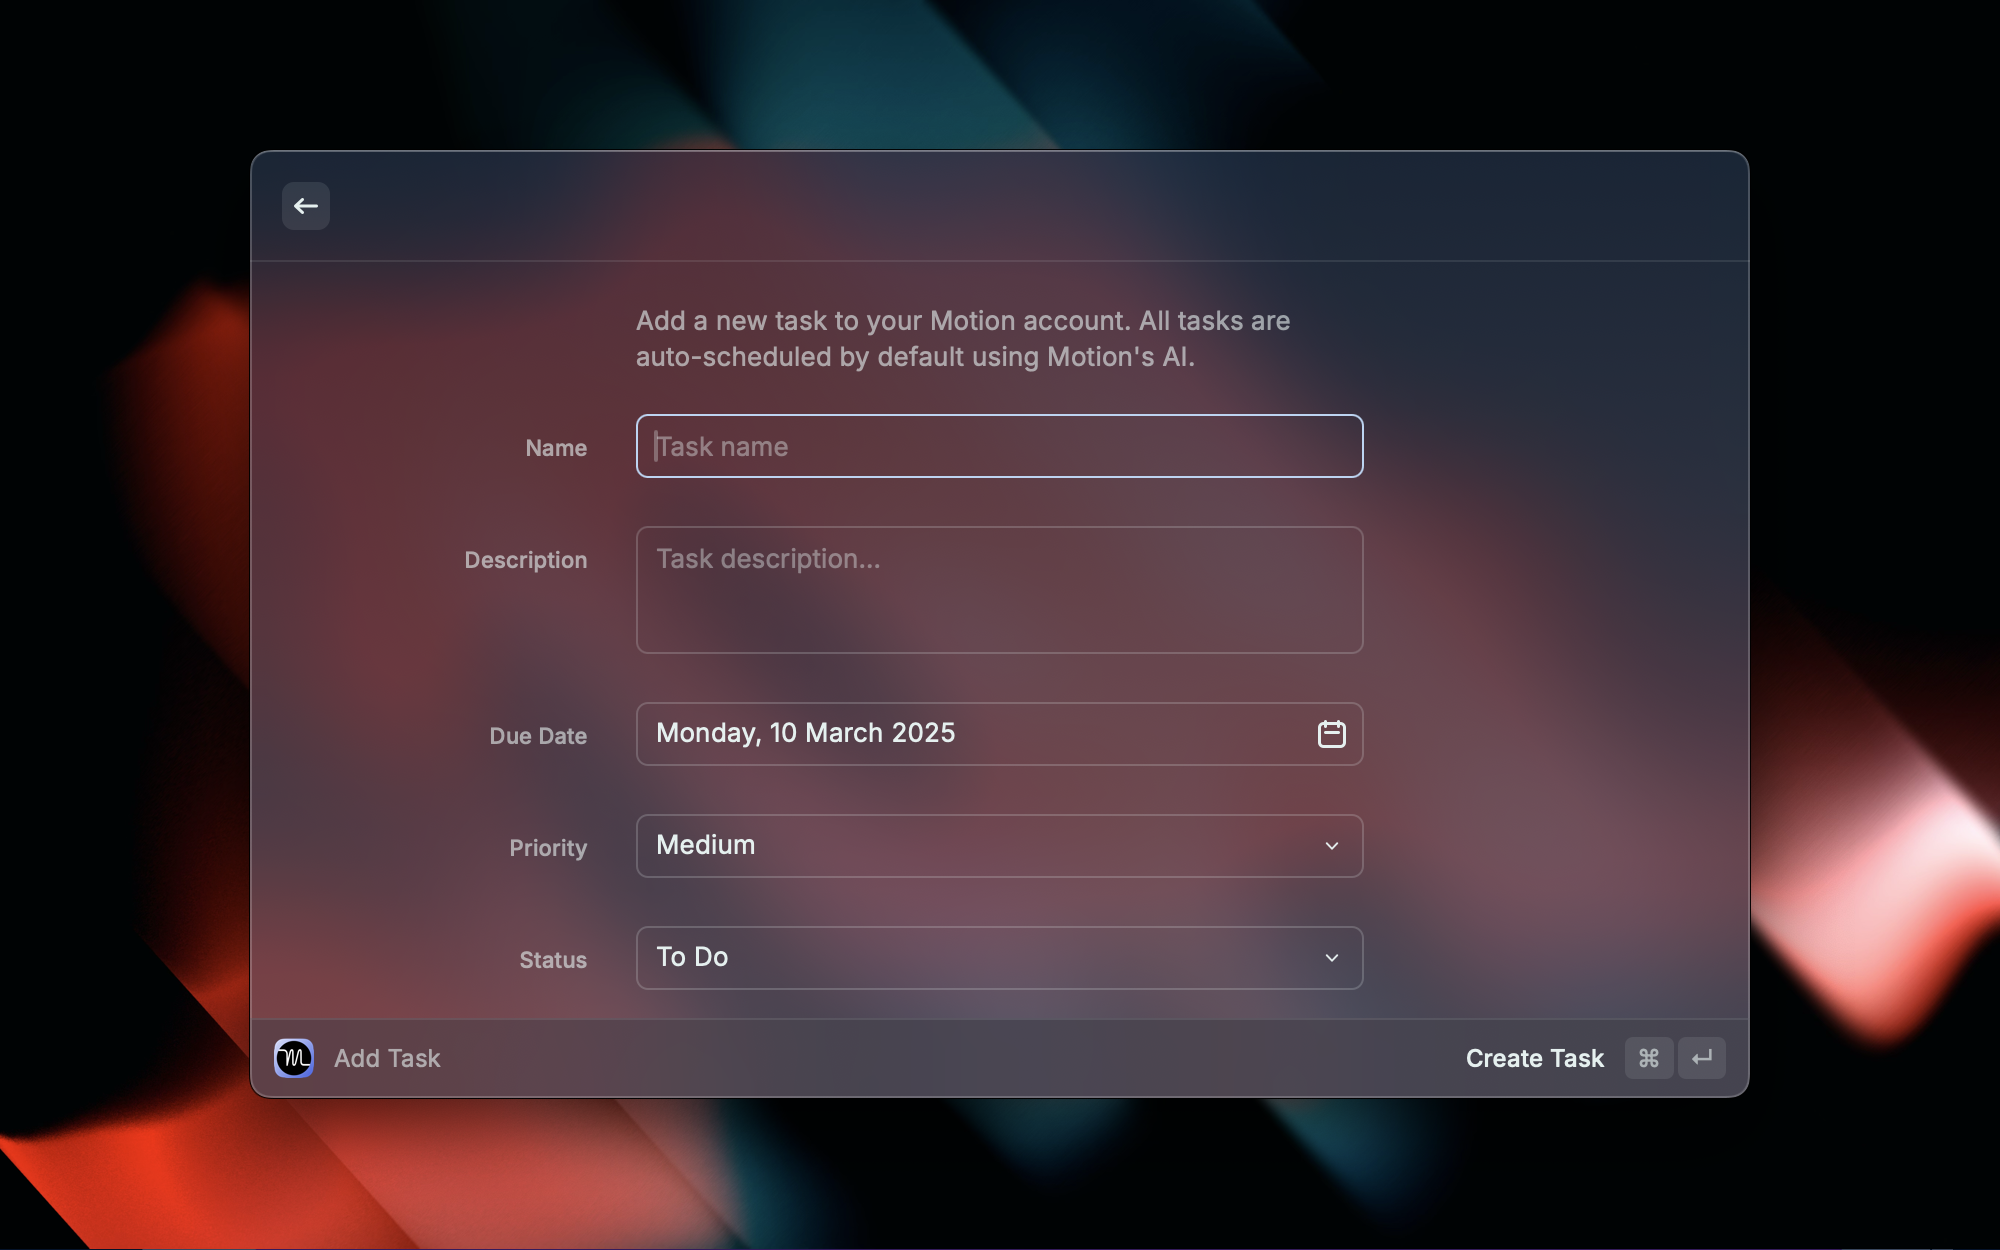 Add a new task to your Motion account. All tasks are
auto-scheduled by default using Motion's AI.
Name
Task name
Description
Task description...
Due Date
Monday, 10 March 2025
Priority
Medium
Status
To Do
Add Task
Create Task ⌘ ↵